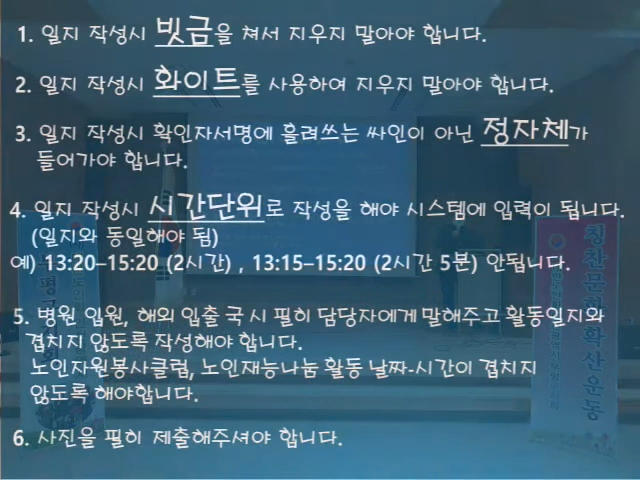 1. 일지 작성시 빗금을 쳐서 지우지 말아야 합니다.
2. 일지 작성시 화이트를 사용하여 지우지 말아야 합니다.
3. 일지 작성시 확인자서명에 흘려쓰는 싸인이 아닌 정자체가
들어가야 합니다.
4. 일지 작성시 시간단위로 작성을 해야 시스템에 입력이 됩니다.
(일지와 동일해야 됨)
예) 13:20–15:20 (2시간) , 13:15–15:20 (2시간 5분) 안됩니다.
5. 병원 입원, 해외 입출 국 시 필히 담당자에게 말해주고 활동일지와
겹치지 않도록 작성해야 합니다.
노인자원봉사클럽, 노인재능나눔 활동 날짜-시간이 겹치지
않도록 해야합니다.
6. 사진을 필히 제출해주셔야 합니다.
칭찬문화확산운동